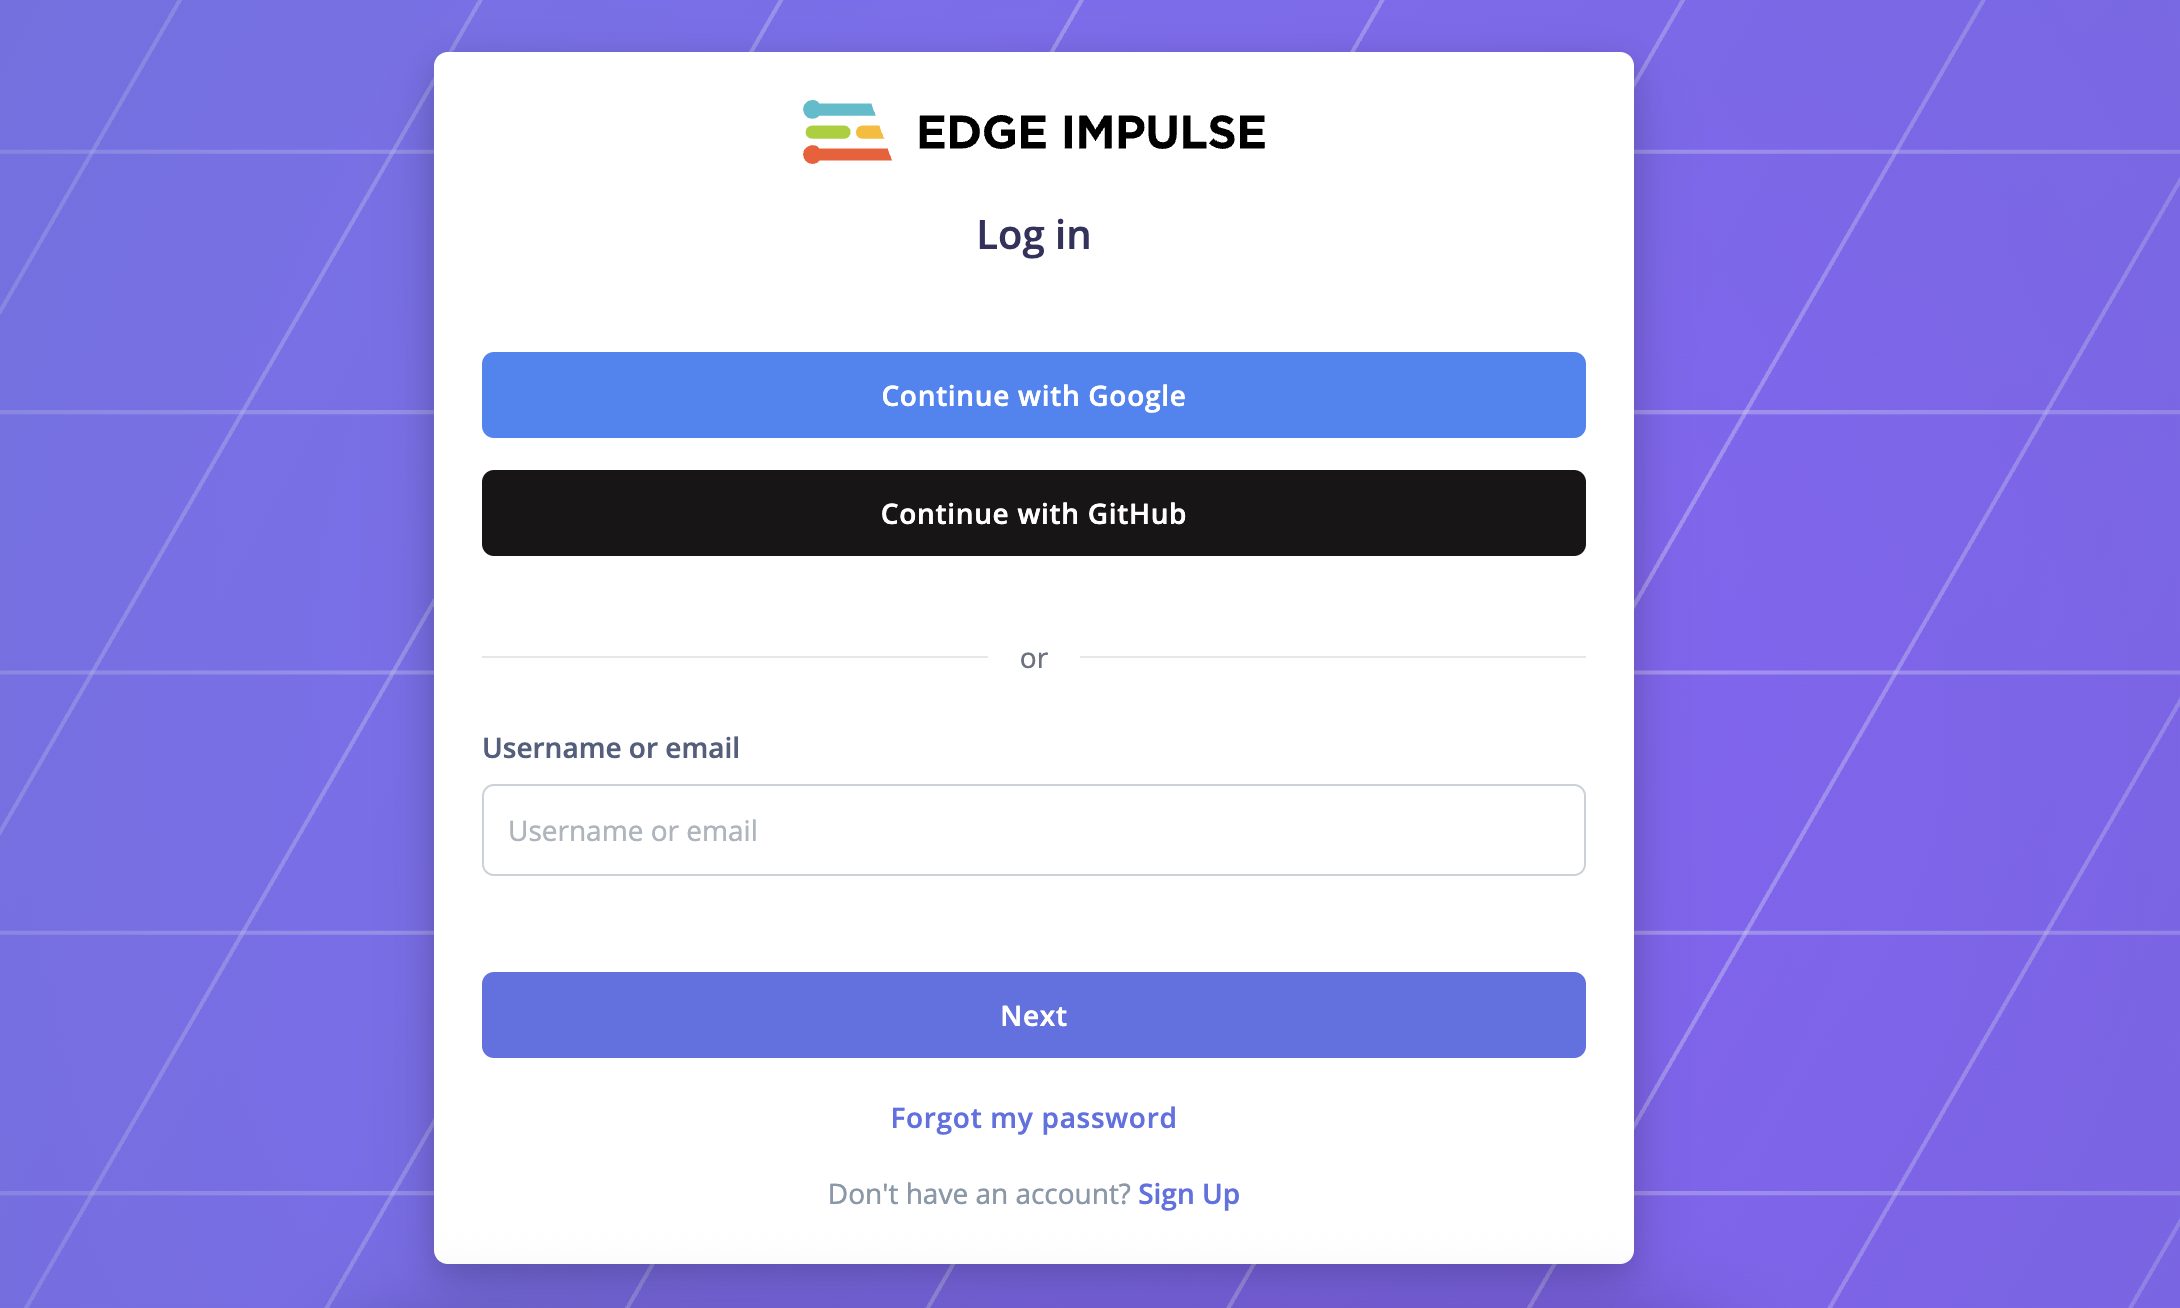 EDGE IMPULSE
Log in
Continue with Google
Continue with GitHub
or
Username or email
Username or email
Next
Forgot my password
Don't have an account? Sign Up